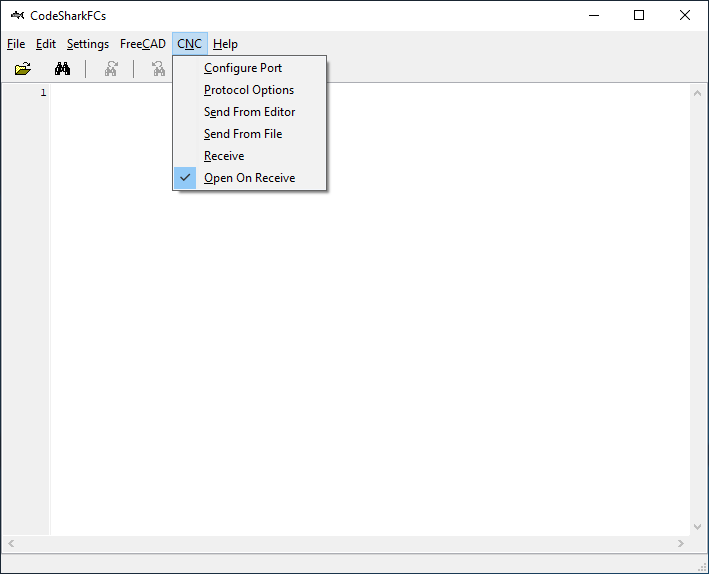 CodeSharkFCs
File Edit Settings FreeCAD CNC Help
Configure Port
1
Protocol Options
Send From Editor
Send From File
Receive
Open On Receive